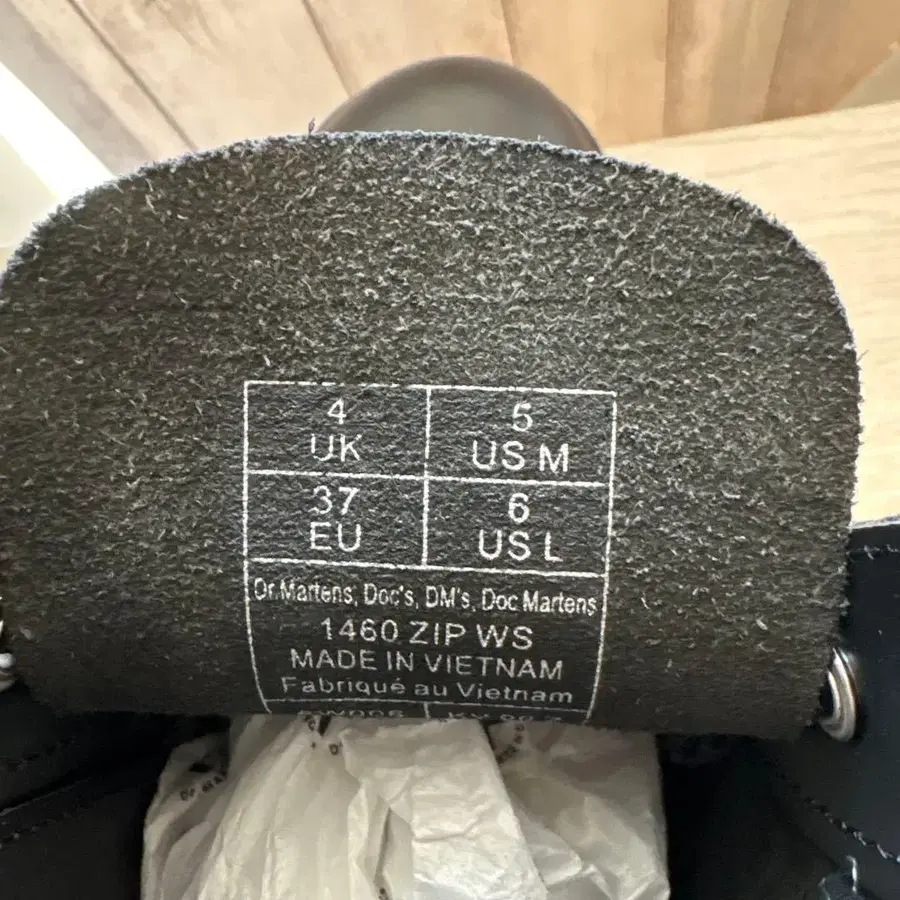 4
UK
5
US M
37
EU
6
US L
Dr.Martens, Doc's, DM's, Doc Martens
1460 ZIP WS
MADE IN VIETNAM
Fabriqué au Vietnam